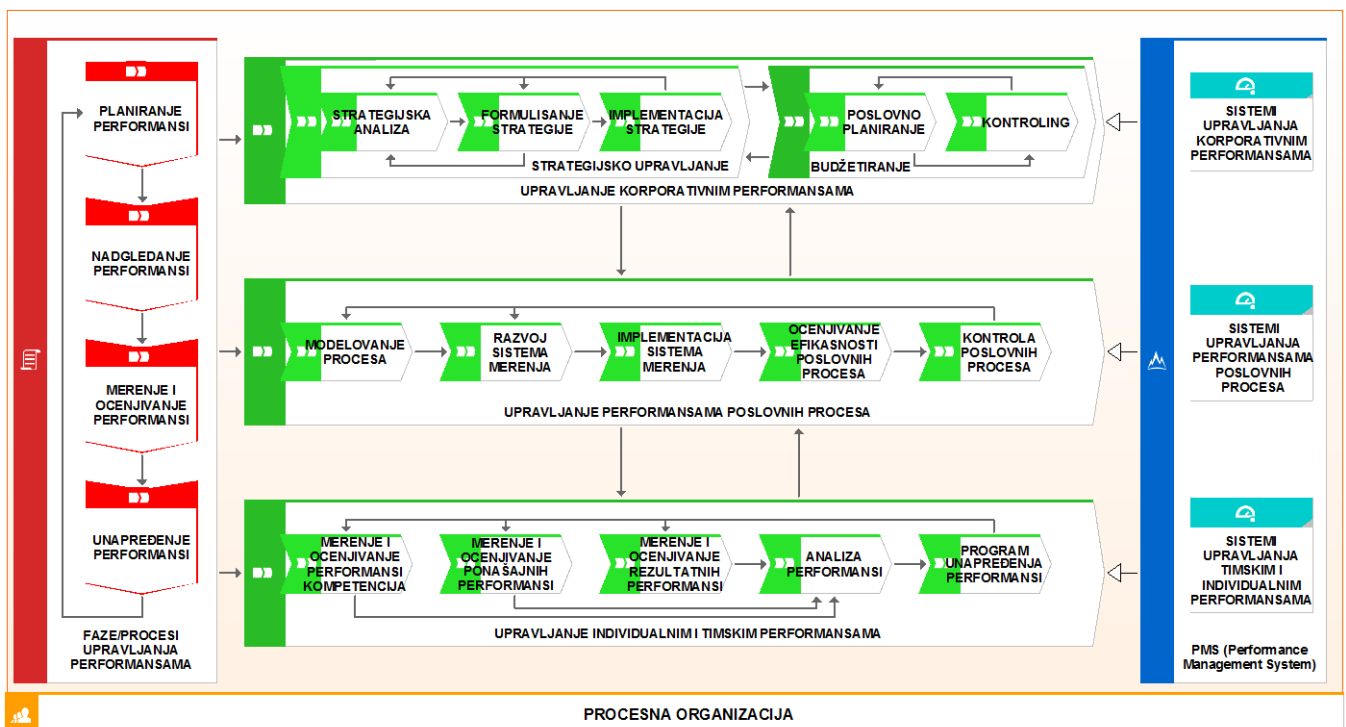 PLANIRANJE
PERFORMANSI
NADGLEDANJE
PERFORMANSI
MERENJE I
OCENJIVANJE
PERFORMANSI
UNAPREĐENJE
PERFORMANSI
FAZE/PROCESI
UPRAVLJANJA
PERFORMANSAMA
STRATEGIJSKA
ANALIZA
FORMULISANJE
STRATEGIJE
IMPLEMENTACIJA
STRATEGIJE
STRATEGIJSKO UPRAVLJANJE
POSLOVNO
PLANIRANJE
KONTROLING
BUDŽETIRANJE
UPRAVLJANJE KORPORATIVNIM PERFORMANSAMA
MODELOVANJE
PROCESA
RAZVOJ
SISTEMA
MERENJA
IMPLEMENTACIJA
SISTEMA
MERENJA
OCENJIVANJE
EFIKASNOSTI
POSLOVNIH
PROCESA
KONTROLA
POSLOVNIH
PROCESA
UPRAVLJANJE PERFORMANSAMA POSLOVNIH PROCESA
MERENJE I
OCENJIVANJE
PERFORMANSI
KOMPETENCIJA
MERENJE I
OCENJIVANJE
PONAŠAJNIH
PERFORMANSI
MERENJE I
OCENJIVANJE
REZULTATNIH
PERFORMANSI
ANALIZA
PERFORMANSI
PROGRAM
UNAPREĐENJA
PERFORMANSI
UPRAVLJANJE INDIVIDUALNIM I TIMSKIM PERFORMANSAMA
SISTEMI
UPRAVLJANJA
KORPORATIVNIM
PERFORMANSAMA
SISTEMI
UPRAVLJANJA
PERFORMANSAMA
POSLOVNIH
PROCESA
SISTEMI
UPRAVLJANJA
TIMSKIM I
INDIVIDUALNIM
PERFORMANSAMA
PMS (Performance
Management System)
PROCESNA ORGANIZACIJA